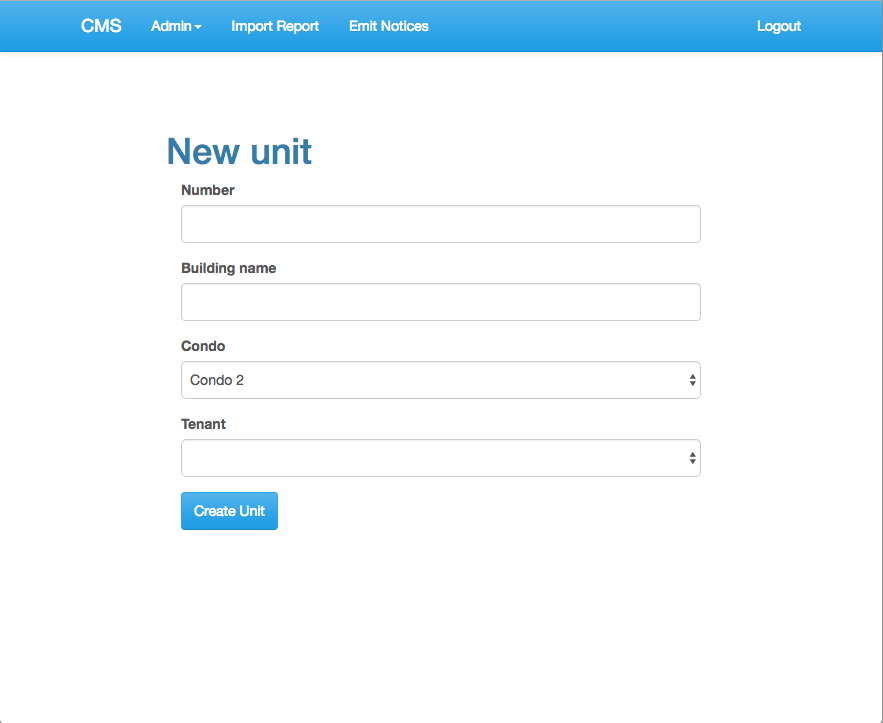 CMS Admin Import Report Emit Notices Logout
New unit
Number
Building name
Condo
Condo 2
Tenant
Create Unit